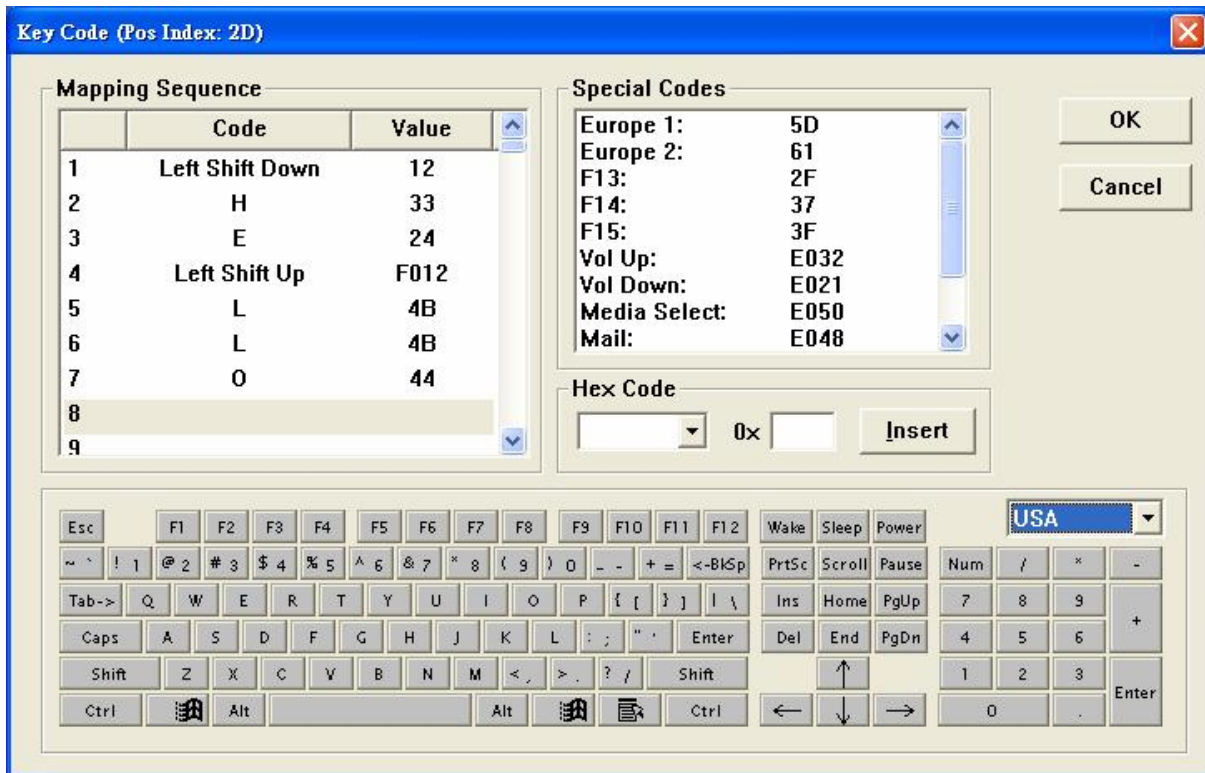 Key Code (Pos Index: 2D)
Mapping Sequence
Code Value
1 Left Shift Down 12
2 H 33
3 E 24
4 Left Shift Up F012
5 L 4B
6 L 4B
7 O 44
8
9
Special Codes
Europe 1: 5D
Europe 2: 61
F13: 2F
F14: 37
F15: 3F
Vol Up: E032
Vol Down: E021
Media Select: E050
Mail: E048
OK
Cancel
Hex Code
0x Insert
USA
Esc F1 F2 F3 F4 F5 F6 F7 F8 F9 F10 F11 F12 Wake Sleep Power
~ ` ! 1 @ 2 # 3 $ 4 % 5 ^ 6 & 7 * 8 ( 9 ) 0 _ - + = <-BkSp PrtSc Scroll Pause Num / * -
Tab-> Q W E R T Y U I O P { [ } ] | \ Ins Home PgUp 7 8 9 +
Caps A S D F G H J K L : ; " ' Enter Del End PgDn 4 5 6
Shift Z X C V B N M < , > . ? / Shift ↑ 1 2 3 Enter
Ctrl Alt Alt Ctrl ← ↓ → 0 .